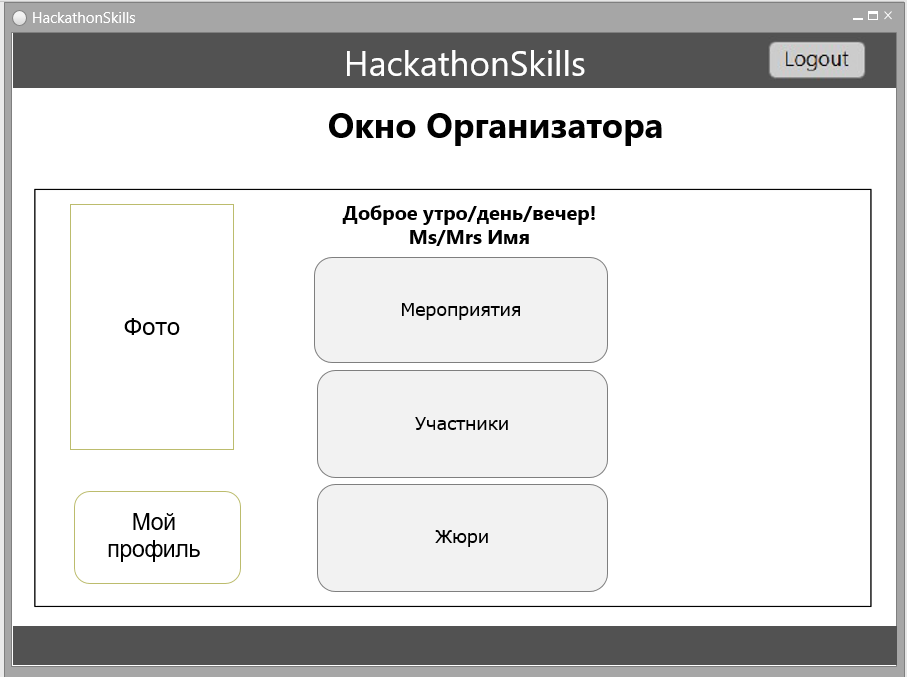 HackathonSkills
HackathonSkills
Logout
Окно Организатора
Фото
Мой
профиль
Доброе утро/день/вечер!
Ms/Mrs Имя
Мероприятия
Участники
Жюри